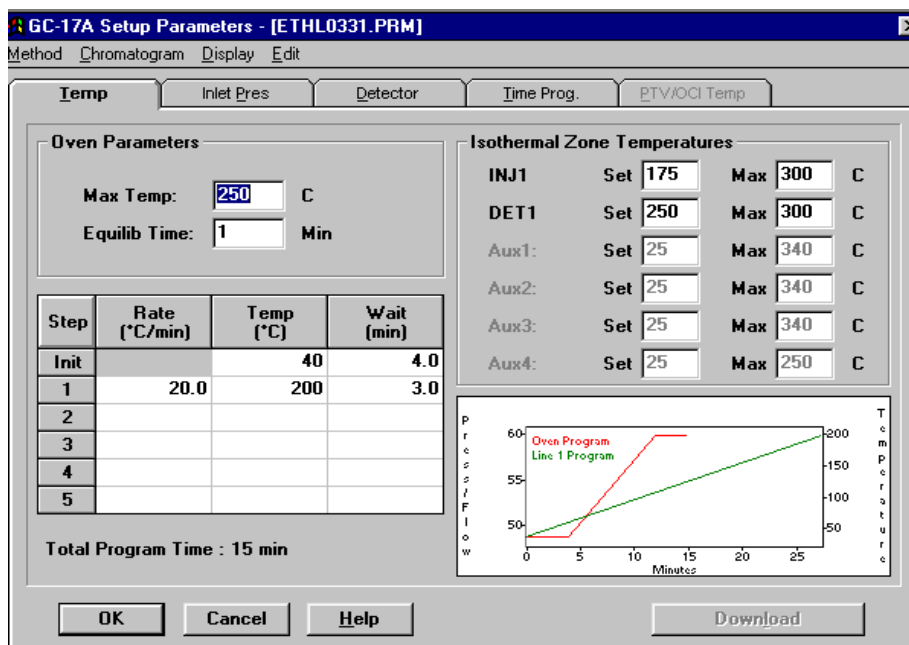 GC-17A Setup Parameters - [ETHL0331.PRM]
Method Chromatogram Display Edit
Temp Inlet Pres Detector Time Prog. PTV/OCI Temp
Oven Parameters
Max Temp: 250 C
Equilib Time: 1 Min
Isothermal Zone Temperatures
INJ1 Set 175 Max 300 C
DET1 Set 250 Max 300 C
Aux1: Set 25 Max 340 C
Aux2: Set 25 Max 340 C
Aux3: Set 25 Max 340 C
Aux4: Set 25 Max 250 C
Step Rate (°C/min) Temp (°C) Wait (min)
Init 40 4.0
1 20.0 200 3.0
2
3
4
5
Total Program Time : 15 min
Press/Flow
60
55
50
Oven Program
Line 1 Program
200
150
100
50
Temperature
0 5 10 15 20 25
Minutes
OK Cancel Help Download